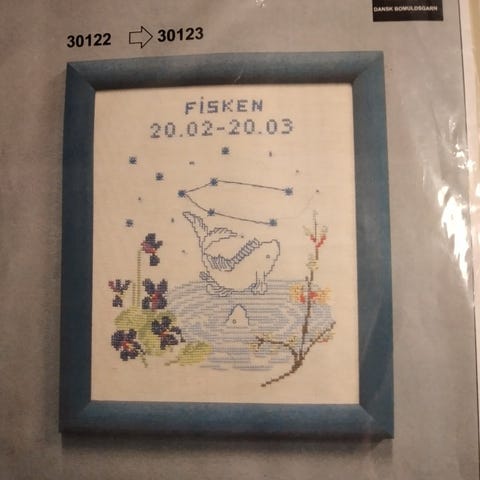 DANSK BOMULDSGARN
30122 30123
FiSKEN
20.02-20.03